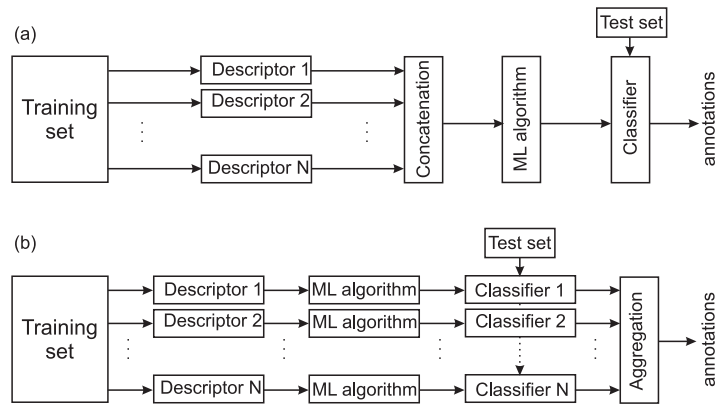 (a)
Training
set
Descriptor 1
Descriptor 2
Descriptor N
Concatenation
ML algorithm
Test set
Classifier
annotations
(b)
Training
set
Descriptor 1
Descriptor 2
Descriptor N
ML algorithm
ML algorithm
ML algorithm
Test set
Classifier 1
Classifier 2
Classifier N
Aggregation
annotations